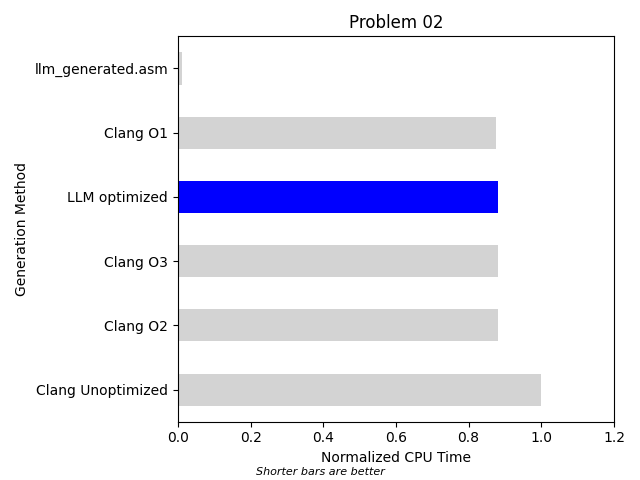 Problem 02
llm_generated.asm
Clang O1
LLM optimized
Clang O3
Clang O2
Clang Unoptimized
Generation Method
0.0 0.2 0.4 0.6 0.8 1.0 1.2
Normalized CPU Time
Shorter bars are better